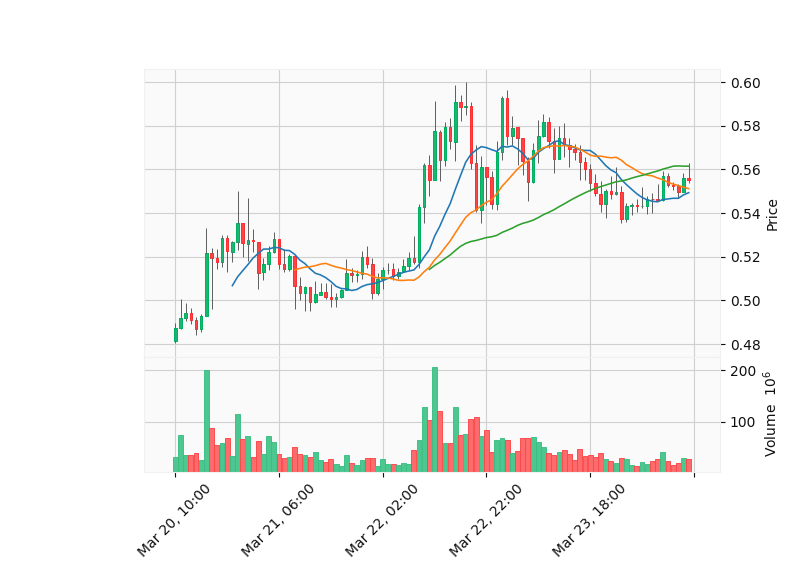 0.60
0.58
0.56
0.54
0.52
0.50
0.48
Price
200
100
Volume 10⁶
Mar 20, 10:00
Mar 21, 06:00
Mar 22, 02:00
Mar 22, 22:00
Mar 23, 18:00